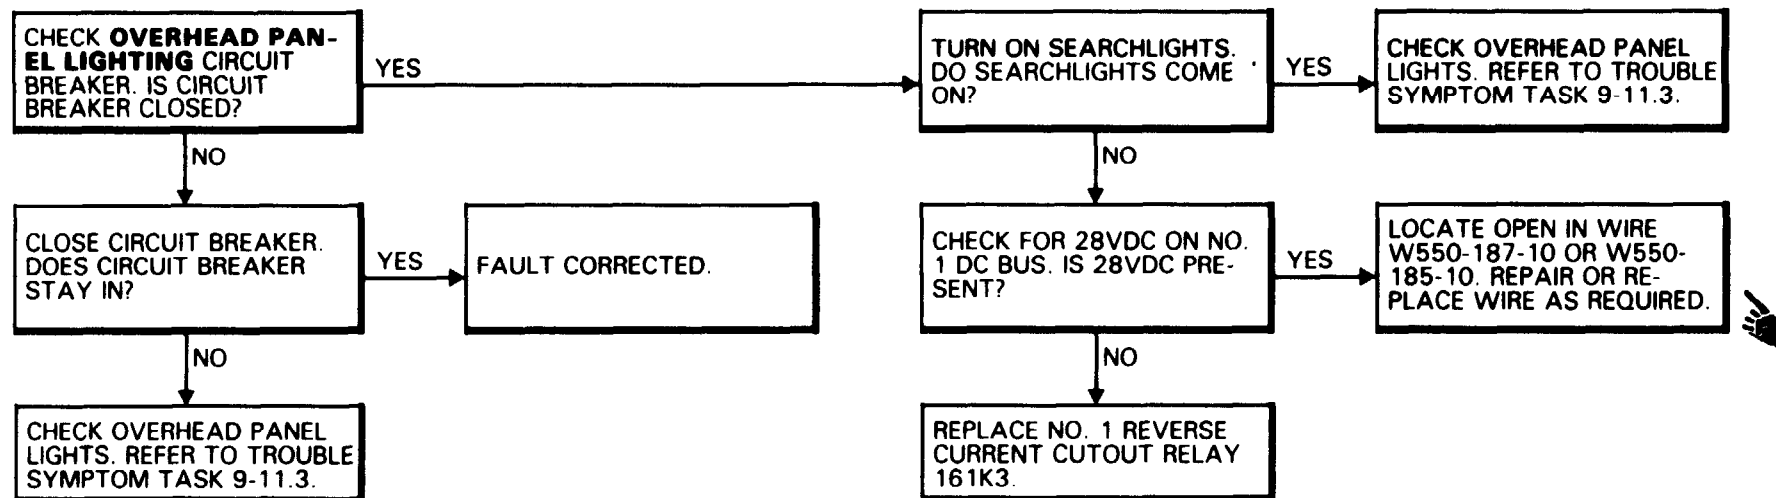 CHECK OVERHEAD PAN-
EL LIGHTING CIRCUIT
BREAKER. IS CIRCUIT
BREAKER CLOSED?
YES
TURN ON SEARCHLIGHTS.
DO SEARCHLIGHTS COME
ON?
YES
CHECK OVERHEAD PANEL
LIGHTS. REFER TO TROUBLE
SYMPTOM TASK 9-11.3.
NO
NO
CLOSE CIRCUIT BREAKER.
DOES CIRCUIT BREAKER
STAY IN?
YES
FAULT CORRECTED.
CHECK FOR 28VDC ON NO.
1 DC BUS. IS 28VDC PRE-
SENT?
YES
LOCATE OPEN IN WIRE
W550-187-10 OR W550-
185-10. REPAIR OR RE-
PLACE WIRE AS REQUIRED.
NO
NO
CHECK OVERHEAD PANEL
LIGHTS. REFER TO TROUBLE
SYMPTOM TASK 9-11.3.
REPLACE NO. 1 REVERSE
CURRENT CUTOUT RELAY
161K3.